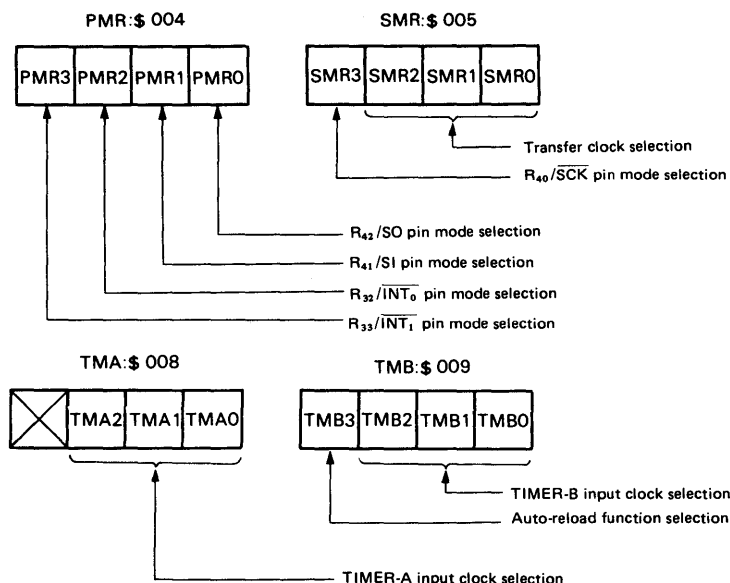 PMR:$ 004
PMR3 PMR2 PMR1 PMR0
R42/SO pin mode selection
R41/SI pin mode selection
R32/INT0 pin mode selection
R33/INT1 pin mode selection
SMR:$ 005
SMR3 SMR2 SMR1 SMR0
Transfer clock selection
R40/SCK pin mode selection
TMA:$ 008
TMA2 TMA1 TMA0
TIMER-A input clock selection
TMB:$ 009
TMB3 TMB2 TMB1 TMB0
TIMER-B input clock selection
Auto-reload function selection